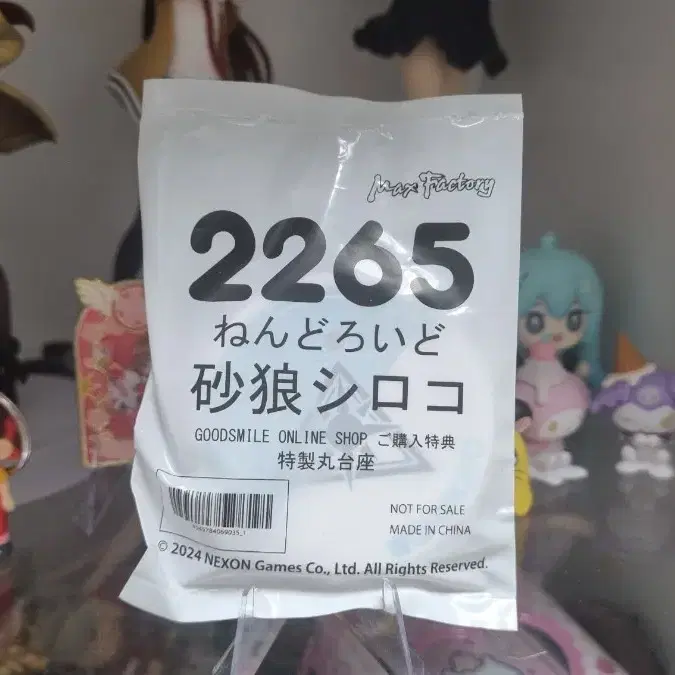 Max Factory
2265
ねんどろいど
砂狼シロコ
GOODSMILE ONLINE SHOP ご購入特典
特製丸台座
NOT FOR SALE
MADE IN CHINA
© 2024 NEXON Games Co., Ltd. All Rights Reserved.